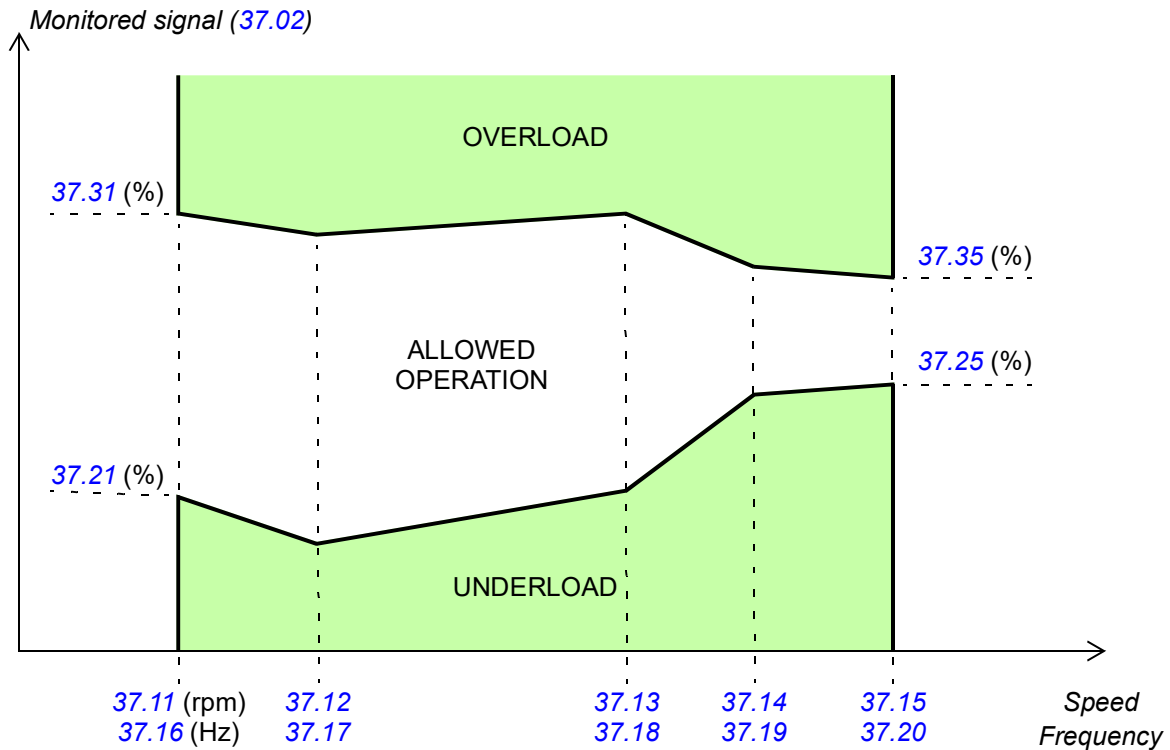 Monitored signal (37.02)
OVERLOAD
37.31 (%)
37.35 (%)
ALLOWED
OPERATION
37.25 (%)
37.21 (%)
UNDERLOAD
37.11 (rpm) 37.12 37.13 37.14 37.15 Speed
37.16 (Hz) 37.17 37.18 37.19 37.20 Frequency